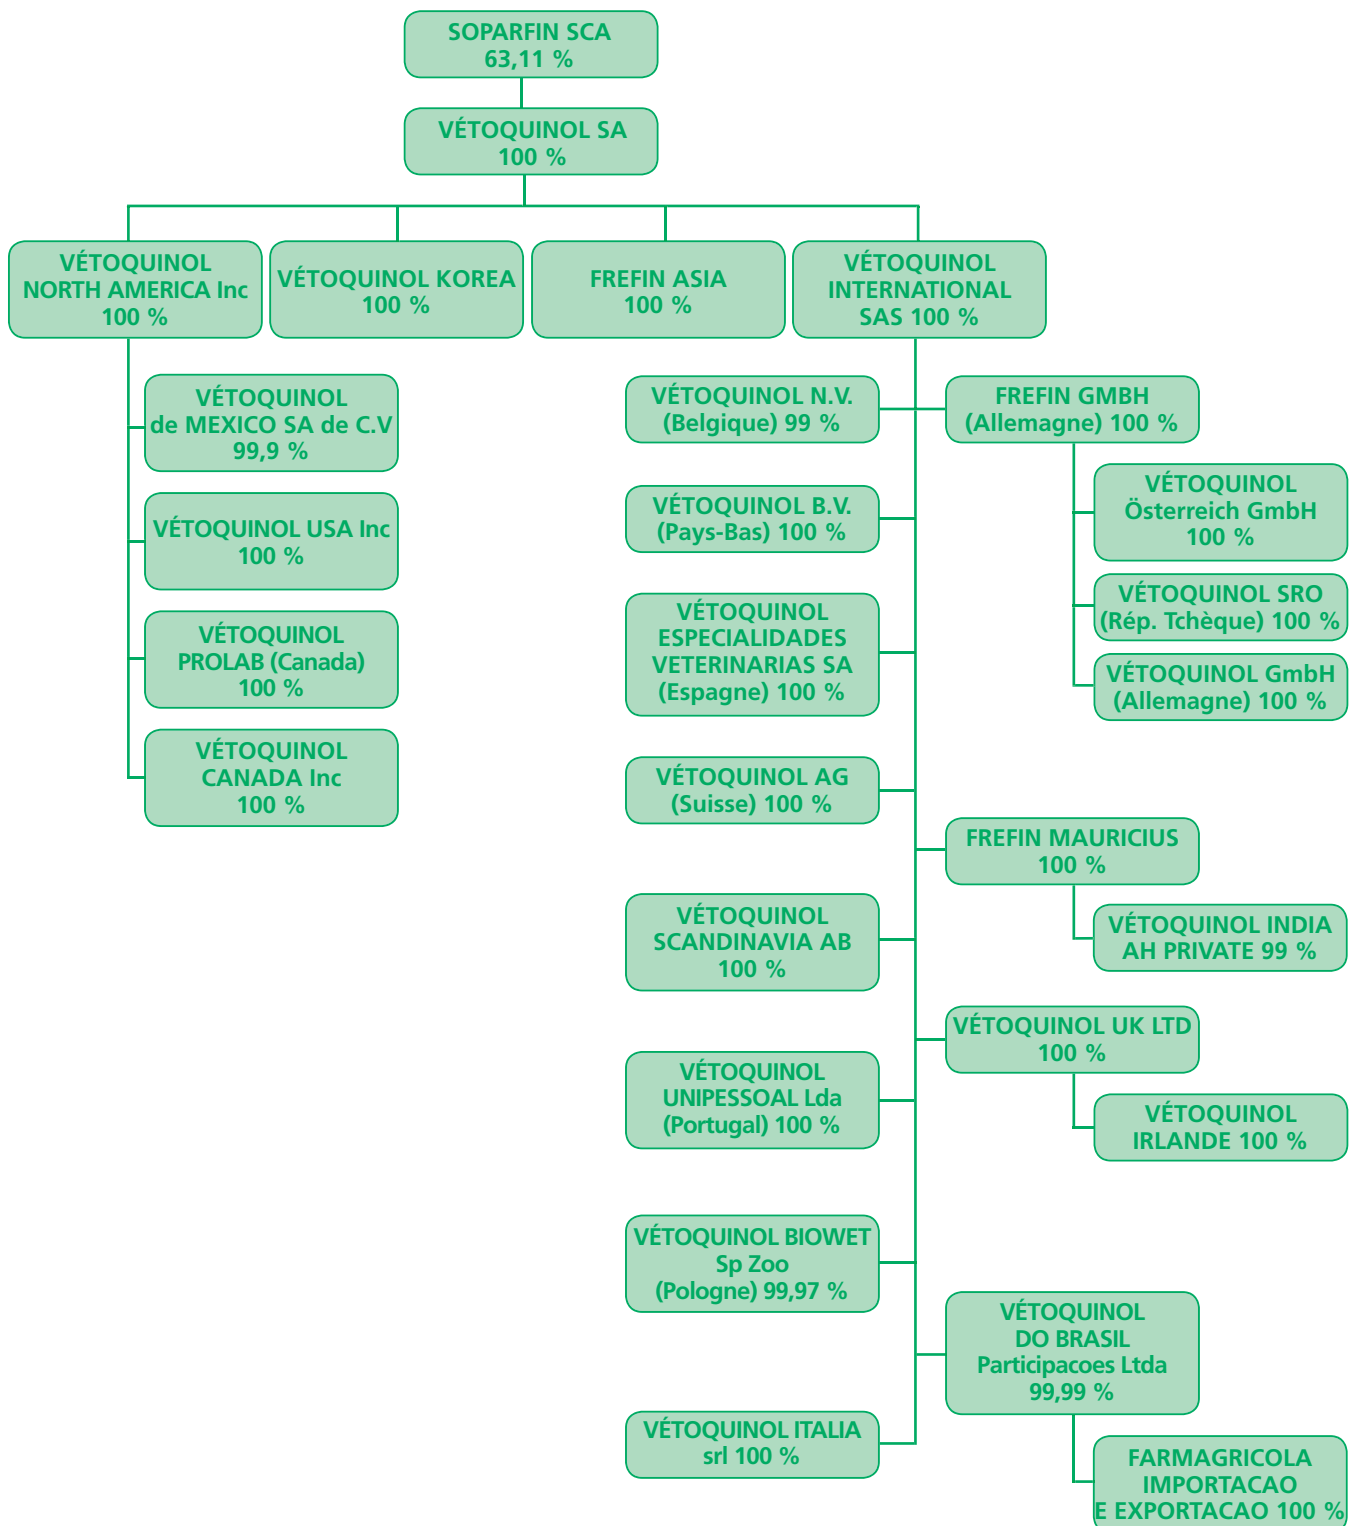 SOPARFIN SCA
63,11 %
VÉTOQUINOL SA
100 %
VÉTOQUINOL
NORTH AMERICA Inc
100 %
VÉTOQUINOL KOREA
100 %
FREFIN ASIA
100 %
VÉTOQUINOL
INTERNATIONAL
SAS 100 %
VÉTOQUINOL
de MEXICO SA de C.V
99,9 %
VÉTOQUINOL USA Inc
100 %
VÉTOQUINOL
PROLAB (Canada)
100 %
VÉTOQUINOL
CANADA Inc
100 %
VÉTOQUINOL N.V.
(Belgique) 99 %
VÉTOQUINOL B.V.
(Pays-Bas) 100 %
VÉTOQUINOL
ESPECIALIDADES
VETERINARIAS SA
(Espagne) 100 %
VÉTOQUINOL AG
(Suisse) 100 %
VÉTOQUINOL
SCANDINAVIA AB
100 %
VÉTOQUINOL
UNIPESSOAL Lda
(Portugal) 100 %
VÉTOQUINOL BIOWET
Sp Zoo
(Pologne) 99,97 %
VÉTOQUINOL ITALIA
srl 100 %
FREFIN GMBH
(Allemagne) 100 %
VÉTOQUINOL
Österreich GmbH
100 %
VÉTOQUINOL SRO
(Rép. Tchèque) 100 %
VÉTOQUINOL GmbH
(Allemagne) 100 %
FREFIN MAURICIUS
100 %
VÉTOQUINOL INDIA
AH PRIVATE 99 %
VÉTOQUINOL UK LTD
100 %
VÉTOQUINOL
IRLANDE 100 %
VÉTOQUINOL
DO BRASIL
Participacoes Ltda
99,99 %
FARMAGRICOLA
IMPORTACAO
E EXPORTACAO 100 %